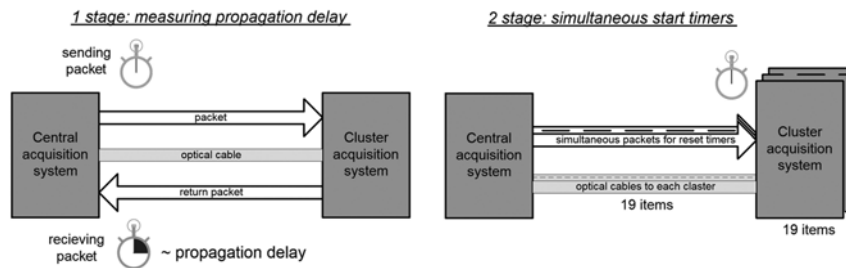 1 stage: measuring propagation delay
sending
packet
Central
acquisition
system
packet
optical cable
return packet
Cluster
acquisition
system
recieving
packet
~ propagation delay
2 stage: simultaneous start timers
Central
acquisition
system
simultaneous packets for reset timers
optical cables to each cluster
19 items
Cluster
acquisition
system
19 items